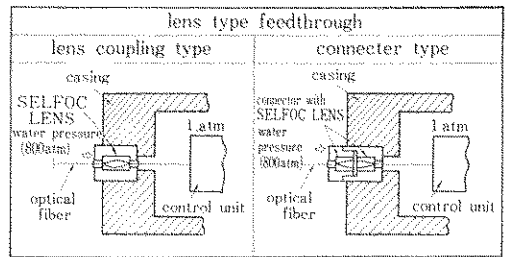 lens type feedthrough
lens coupling type
casing
SELFOC
LENS
water pressure
(800atm)
1 atm
optical
fiber
control unit
connecter type
casing
connector with
SELFOC LENS
water
pressure
(800atm)
1 atm
optical
fiber
control unit